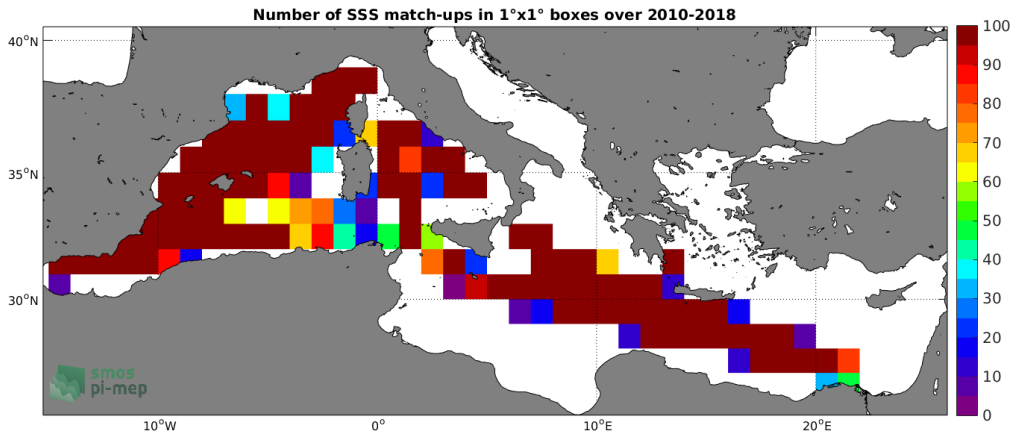 Number of SSS match-ups in 1°x1° boxes over 2010-2018
40°N
35°N
30°N
10°W
0°
10°E
20°E
100
90
80
70
60
50
40
30
20
10
0
smos
pi-mep